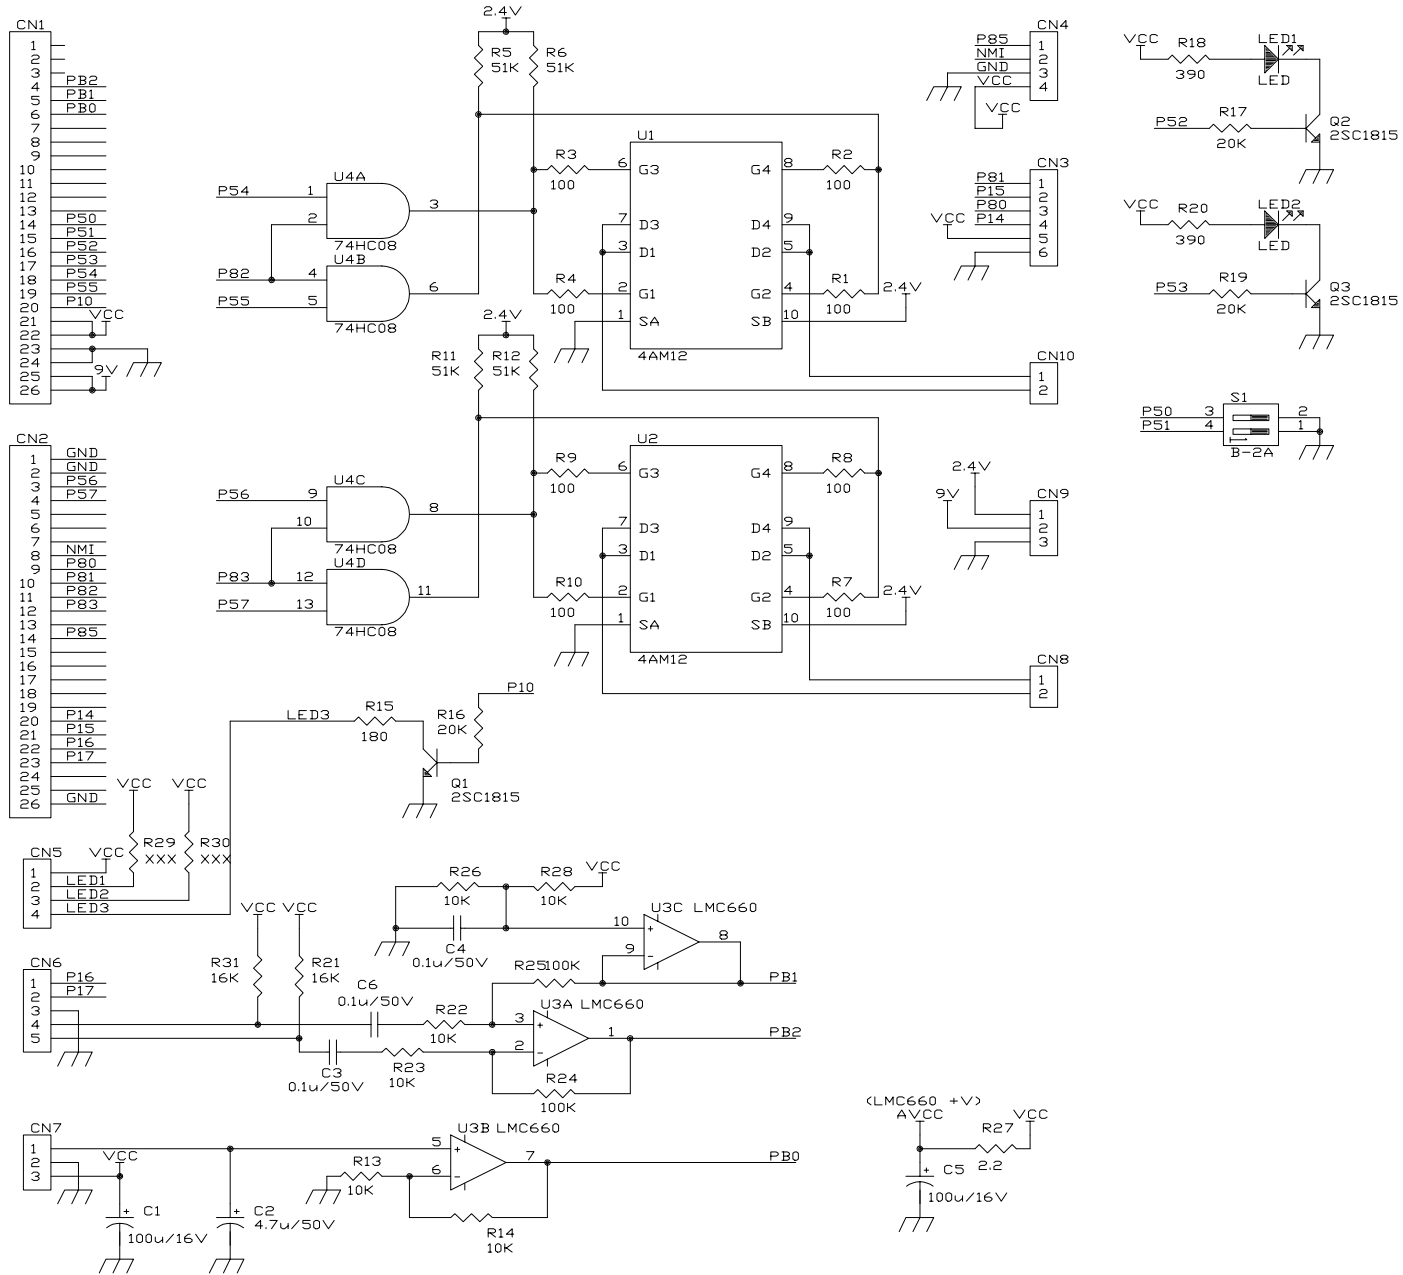 CN1
1
2
3
4 PB2
5 PB1
6 PB0
7
8
9
10
11
12
13
14 P50
15 P51
16 P52
17 P53
18 P54
19 P55
20 P10
21 VCC
22
23
24
25 9V
26
CN2
1 GND
2 GND
3 P56
4 P57
5
6
7
8 NMI
9 P80
10 P81
11 P82
12 P83
13
14 P85
15
16
17
18
19
20 P14
21 P15
22 P16
23 P17
24
25
26 GND
VCC VCC
R29 XXX
R30 XXX
CN5
1 VCC
2 LED1
3 LED2
4 LED3
CN6
1 P16
2 P17
3
4
5
CN7
1
2
3
VCC
C1
100u/16V
C2
4.7u/50V
2.4V
R5 51K
R6 51K
P54 1
2
U4A
74HC08
3
P82 4
P55 5
U4B
74HC08
6
R3 100
R4 100
U1
6 G3 G4 8
7 D3 D4 9
3 D1 D2 5
2 G1 G2 4
1 SA SB 10
4AM12
R2 100
R1 100
2.4V
2.4V
R11 51K
R12 51K
P56 9
10
U4C
74HC08
8
P83 12
P57 13
U4D
74HC08
11
R9 100
R10 100
U2
6 G3 G4 8
7 D3 D4 9
3 D1 D2 5
2 G1 G2 4
1 SA SB 10
4AM12
R8 100
R7 100
2.4V
LED3
R15
180
P10
R16
20K
Q1
2SC1815
VCC VCC
R31 16K
R21 16K
R26 10K
R28 10K
VCC
C4
0.1u/50V
U3C LMC660
10 +
9 -
8
R25 100K
PB1
C6
0.1u/50V
R22
10K
U3A LMC660
3 +
2 -
1
PB2
C3
0.1u/50V
R23
10K
R24
100K
U3B LMC660
5 +
6 -
7
PB0
R13
10K
R14
10K
(LMC660 +V)
AVCC
R27
2.2
VCC
+ C5
100u/16V
CN4
P85 1
NMI 2
GND 3
VCC 4
VCC
CN3
P81 1
P15 2
P80 3
P14 4
VCC 5
6
CN10
1
2
CN9
2.4V
9V
1
2
3
CN8
1
2
VCC
R18
390
LED1
LED
P52
R17
20K
Q2
2SC1815
VCC
R20
390
LED2
LED
P53
R19
20K
Q3
2SC1815
S1
P50 3 2
P51 4 1
B-2A